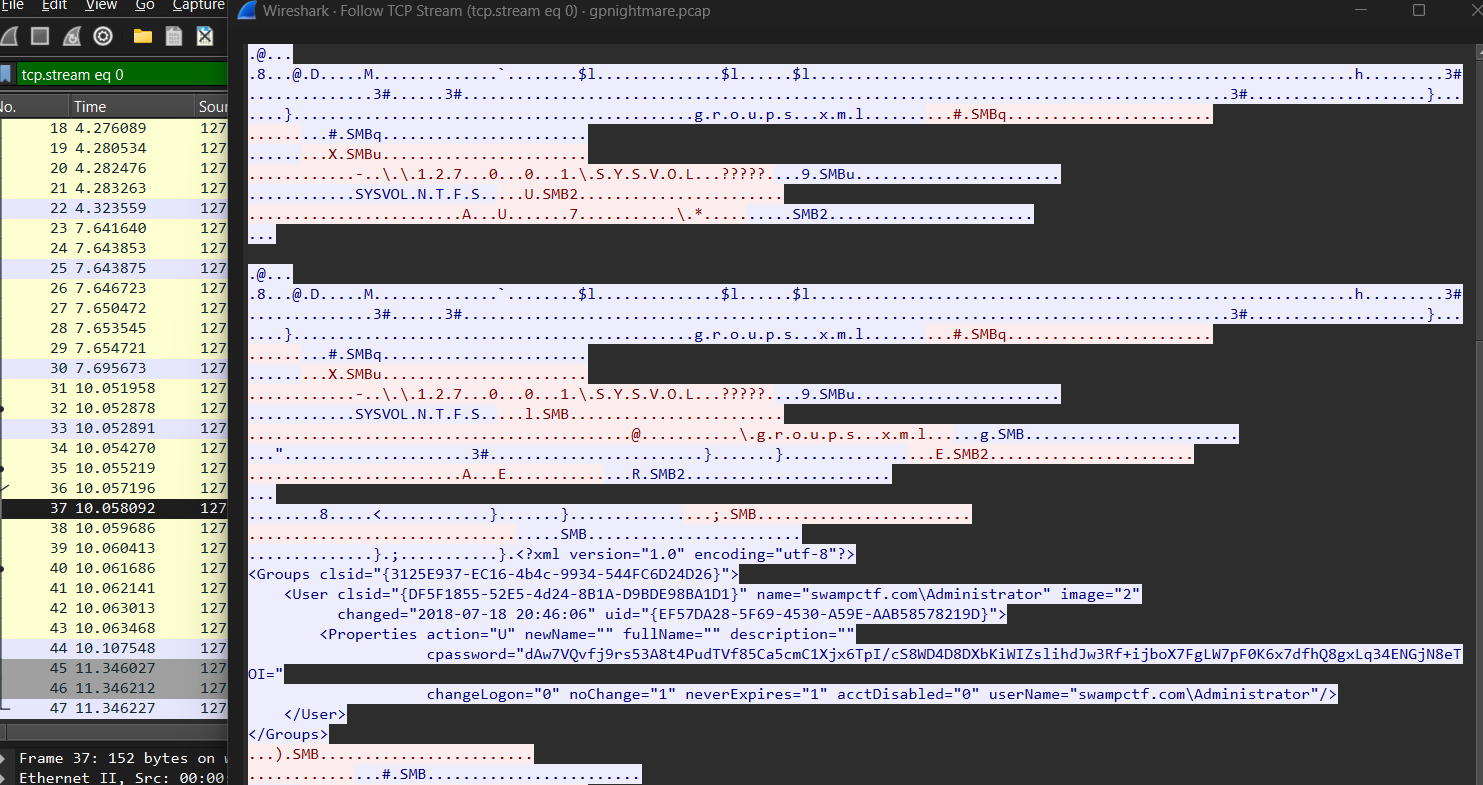 File Edit View Go Capture
Wireshark · Follow TCP Stream (tcp.stream eq 0) · gpnightmare.pcap
tcp.stream eq 0
No. Time Sour
18 4.276089 127
19 4.280534 127
20 4.282476 127
21 4.283263 127
22 4.323559 127
23 7.641640 127
24 7.643853 127
25 7.643875 127
26 7.646723 127
27 7.650472 127
28 7.653545 127
29 7.654721 127
30 7.695673 127
31 10.051958 127
32 10.052878 127
33 10.052891 127
34 10.054270 127
35 10.055219 127
36 10.057196 127
37 10.058092 127
38 10.059686 127
39 10.060413 127
40 10.061686 127
41 10.062141 127
42 10.063013 127
43 10.063468 127
44 10.107548 127
45 11.346027 127
46 11.346212 127
47 11.346227 127
Frame 37: 152 bytes on w
Ethernet II, Src: 00:00:
.@...
.8...@.D.....M..............`........$l..............$l......$l.............................................................h.........3#
..............3#......3#......................................................................................3#....................}...
....}.............................................g.r.o.u.p.s...x.m.l..........#.SMBq.......................
.........#.SMBq.......................
.........X.SMBu.......................
............-..\.\.1.2.7...0...0...1.\.S.Y.S.V.O.L...?????....9.SMBu.......................
............SYSVOL.N.T.F.S.....U.SMB2.......................
........................A...U.......7...........\.*..........SMB2.......................
...
.@...
.8...@.D.....M..............`........$l..............$l......$l.............................................................h.........3#
..............3#......3#......................................................................................3#....................}...
....}.............................................g.r.o.u.p.s...x.m.l..........#.SMBq.......................
.........#.SMBq.......................
.........X.SMBu.......................
............-..\.\.1.2.7...0...0...1.\.S.Y.S.V.O.L...?????....9.SMBu.......................
............SYSVOL.N.T.F.S.....l.SMB........................
...........................................@...........\.g.r.o.u.p.s...x.m.l......g.SMB........................
...".....................3#........................}.......}.................E.SMB2.......................
........................A...E..............R.SMB2.......................
...
........8.....<............}.......}................;.SMB........................
...................................SMB........................
..............}.;..........}.<?xml version="1.0" encoding="utf-8"?>
<Groups clsid="{3125E937-EC16-4b4c-9934-544FC6D24D26}">
<User clsid="{DF5F1855-52E5-4d24-8B1A-D9BDE98BA1D1}" name="swampctf.com\Administrator" image="2"
changed="2018-07-18 20:46:06" uid="{EF57DA28-5F69-4530-A59E-AAB58578219D}">
<Properties action="U" newName="" fullName="" description=""
cpassword="dAw7VQvfj9rs53A8t4PudTVf85Ca5cmC1Xjx6TpI/cS8WD4D8DXbKiWIZslihdJw3Rf+ijboX7FgLW7pF0K6x7dfhQ8gxLq34ENGjN8eT
OI="
changeLogon="0" noChange="1" neverExpires="1" acctDisabled="0" userName="swampctf.com\Administrator"/>
</User>
</Groups>
...).SMB........................
...............#.SMB........................